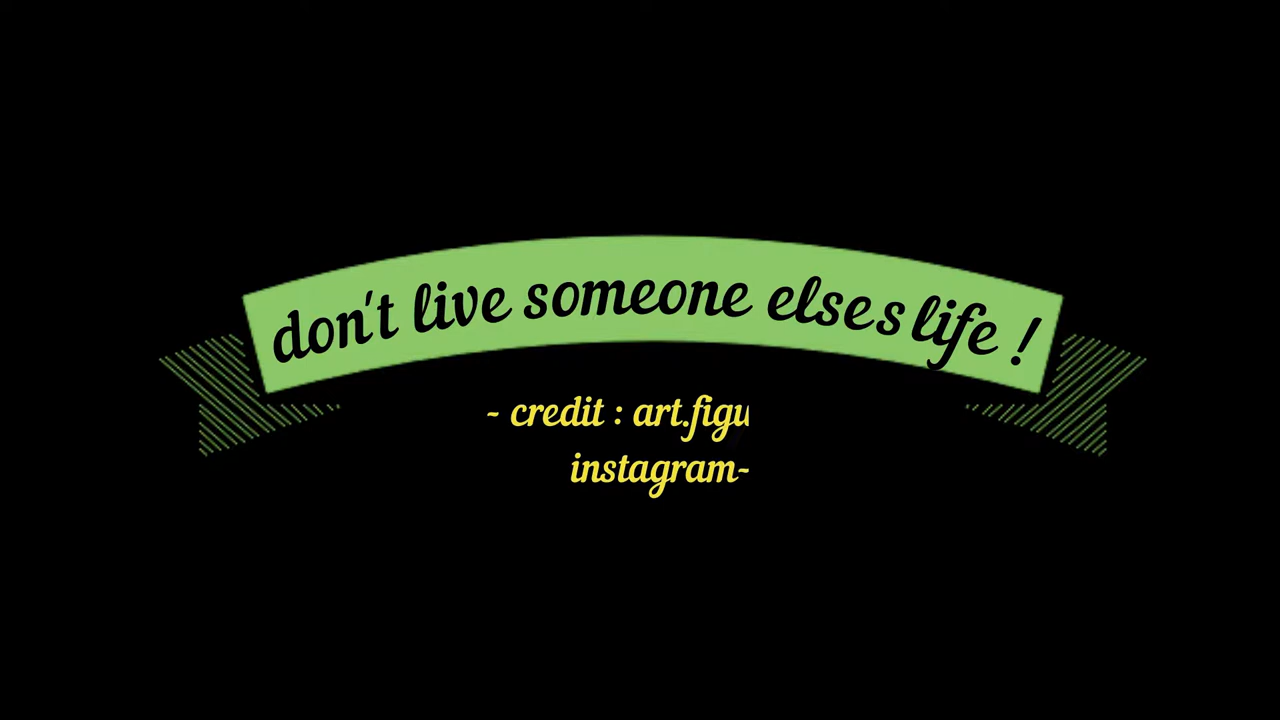 don't live someone elses life !
- credit : art.figu
instagram-